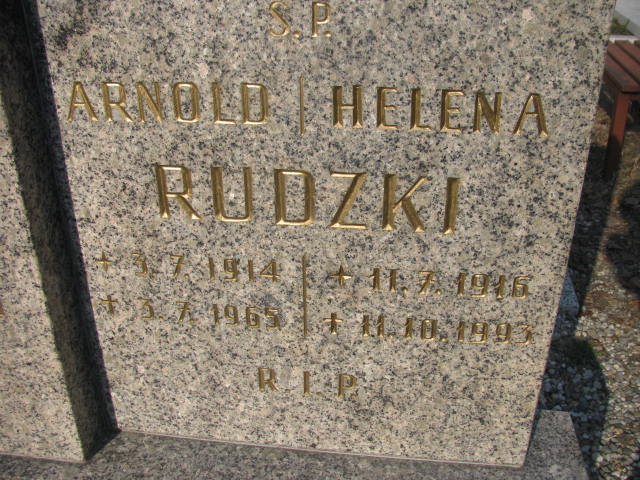 S.P.
ARNOLD | HELENA
RUDZKI
+ 3.7.1914 | + 11.7.1916
+ 3.7.1965 | + 11.10.1993
R.I.P.